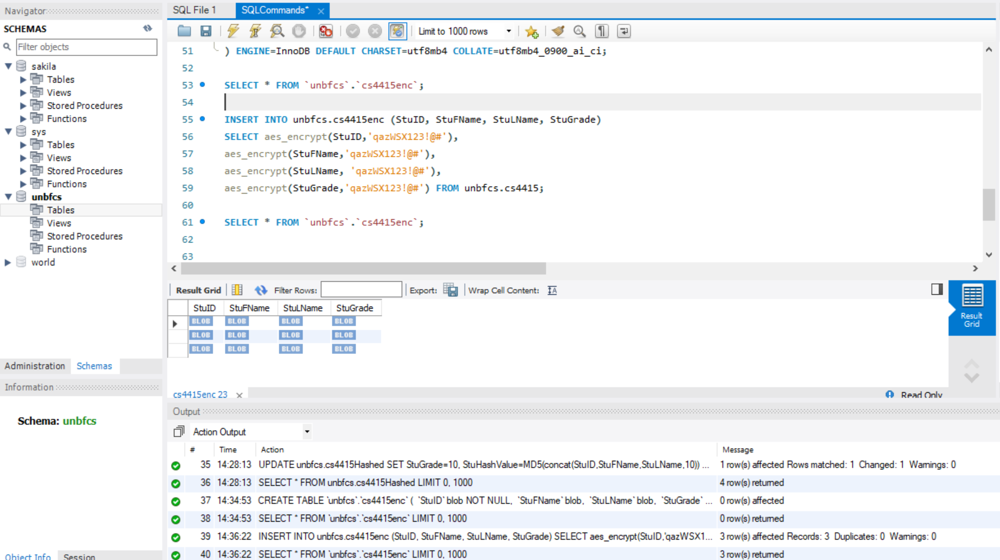 Navigator
SCHEMAS
Filter objects
sakila
Tables
Views
Stored Procedures
Functions
sys
Tables
Views
Stored Procedures
Functions
unbfcs
Tables
Views
Stored Procedures
Functions
world
Administration Schemas
Information
Schema: unbfcs
Object Info Session
SQL File 1 SQLCommands*
Limit to 1000 rows
51 ) ENGINE=InnoDB DEFAULT CHARSET=utf8mb4 COLLATE=utf8mb4_0900_ai_ci;
52
53 SELECT * FROM `unbfcs`.`cs4415enc`;
54
55 INSERT INTO unbfcs.cs4415enc (StuID, StuFName, StuLName, StuGrade)
56 SELECT aes_encrypt(StuID,'qazWSX123!@#'),
57 aes_encrypt(StuFName,'qazWSX123!@#'),
58 aes_encrypt(StuLName, 'qazWSX123!@#'),
59 aes_encrypt(StuGrade,'qazWSX123!@#') FROM unbfcs.cs4415;
60
61 SELECT * FROM `unbfcs`.`cs4415enc`;
62
63
Result Grid Filter Rows: Export: Wrap Cell Content:
StuID StuFName StuLName StuGrade
BLOB BLOB BLOB BLOB
BLOB BLOB BLOB BLOB
BLOB BLOB BLOB BLOB
Result
Grid
cs4415enc 23 Read Only
Output
Action Output
# Time Action Message
35 14:28:13 UPDATE unbfcs.cs4415Hashed SET StuGrade=10, StuHashValue=MD5(concat(StuID,StuFName,StuLName,10)) ... 1 row(s) affected Rows matched: 1 Changed: 1 Warnings: 0
36 14:28:13 SELECT * FROM unbfcs.cs4415Hashed LIMIT 0, 1000 4 row(s) returned
37 14:34:53 CREATE TABLE `unbfcs`.`cs4415enc` ( `StuID` blob NOT NULL, `StuFName` blob, `StuLName` blob, `StuGrade` ... 0 row(s) affected
38 14:34:53 SELECT * FROM `unbfcs`.`cs4415enc` LIMIT 0, 1000 0 row(s) returned
39 14:36:22 INSERT INTO unbfcs.cs4415enc (StuID, StuFName, StuLName, StuGrade) SELECT aes_encrypt(StuID,'qazWSX1... 3 row(s) affected Records: 3 Duplicates: 0 Warnings: 0
40 14:36:22 SELECT * FROM `unbfcs`.`cs4415enc` LIMIT 0, 1000 3 row(s) returned